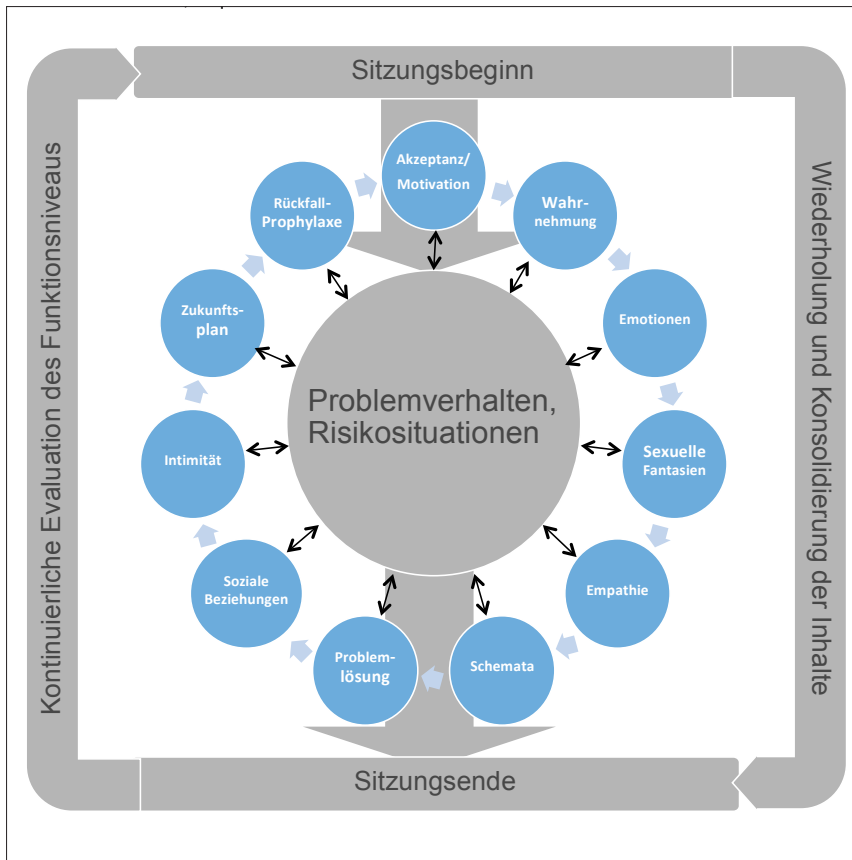 Sitzungsbeginn
Akzeptanz/
Motivation
Wahr-
nehmung
Emotionen
Sexuelle
Fantasien
Empathie
Schemata
Problem-
lösung
Soziale
Beziehungen
Intimität
Zukunfts-
plan
Rückfall-
Prophylaxe
Problemverhalten,
Risikosituationen
Kontinuierliche Evaluation des Funktionsniveaus
Wiederholung und Konsolidierung der Inhalte
Sitzungsende